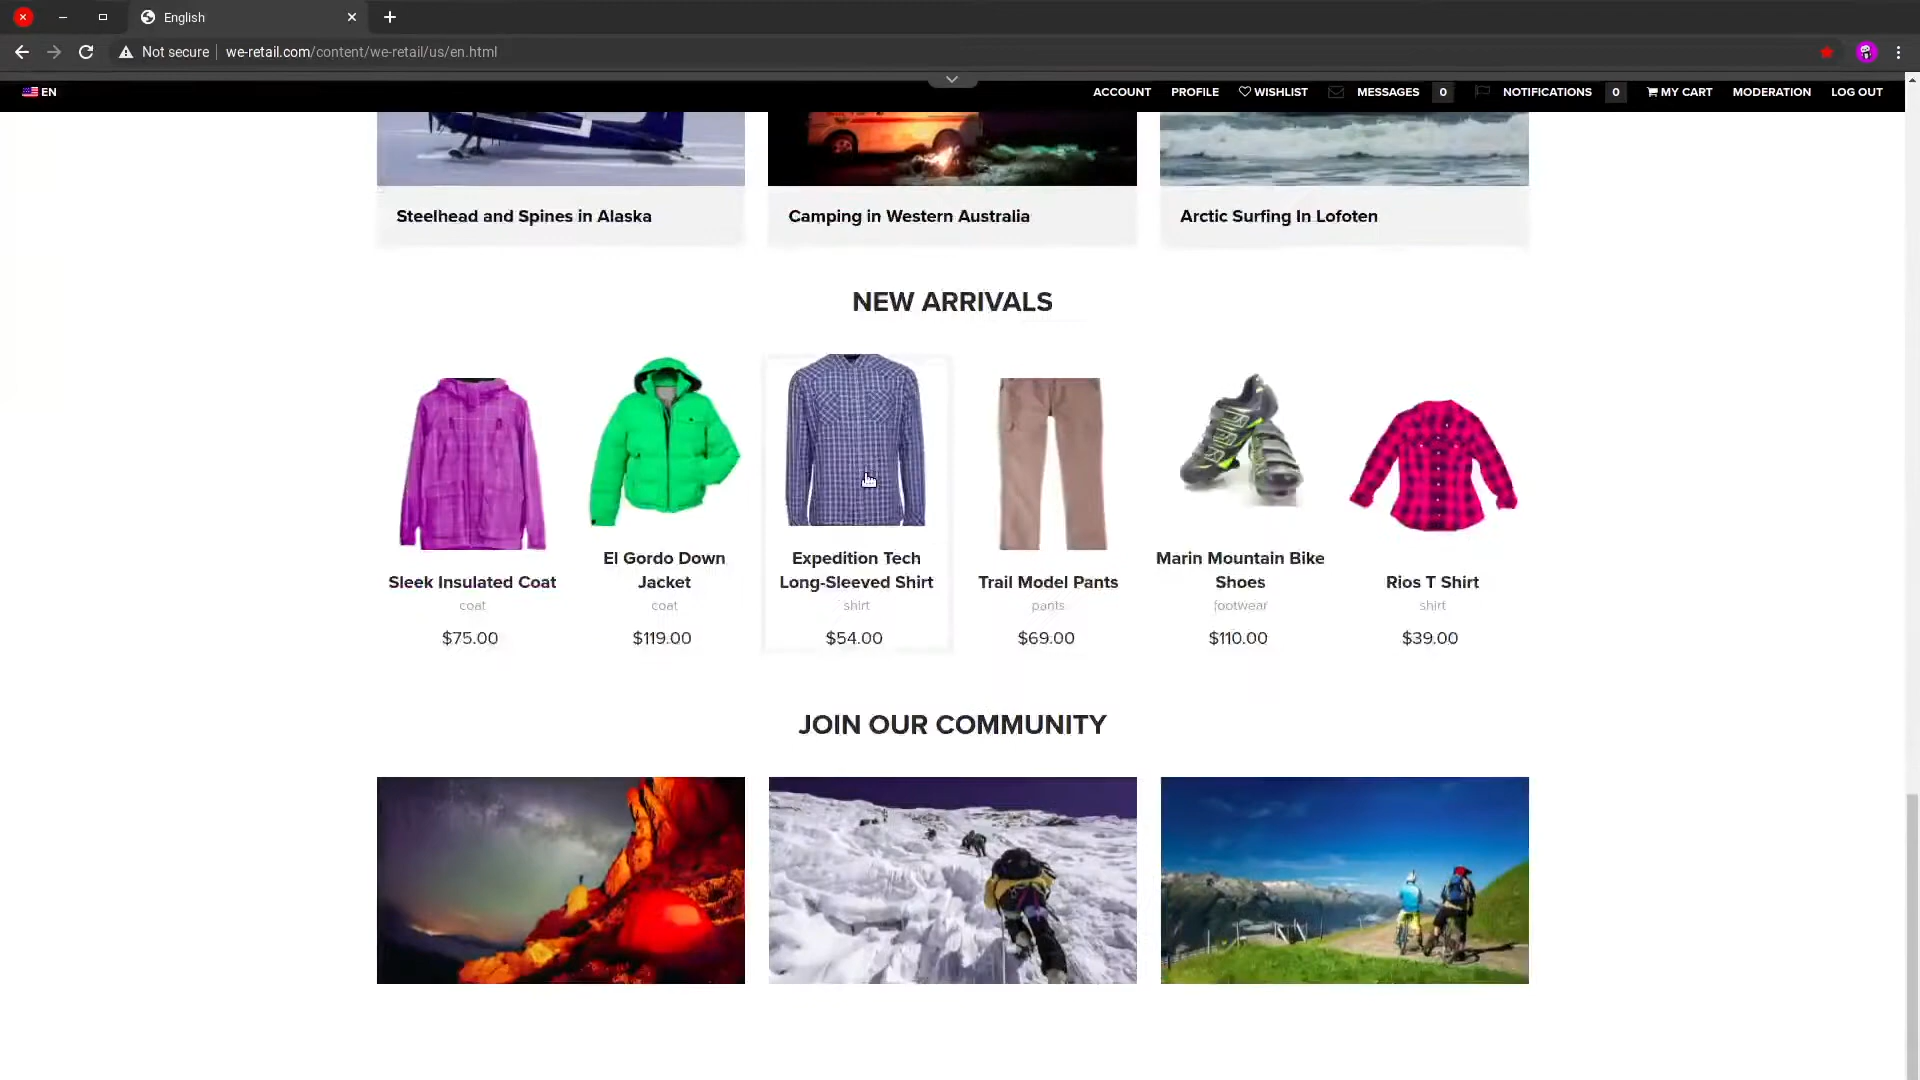 English
Not secure
we-retail.com/content/we-retail/us/en.html
EN
ACCOUNT
PROFILE
WISHLIST
MESSAGES
0
NOTIFICATIONS
0
MY CART
MODERATION
LOG OUT
Steelhead and Spines in Alaska
Camping in Western Australia
Arctic Surfing In Lofoten
NEW ARRIVALS
Sleek Insulated Coat
coat
$75.00
El Gordo Down
Jacket
coat
$119.00
Expedition Tech
Long-Sleeved Shirt
shirt
$54.00
Trail Model Pants
pants
$69.00
Marin Mountain Bike
Shoes
footwear
$110.00
Rios T Shirt
shirt
$39.00
JOIN OUR COMMUNITY